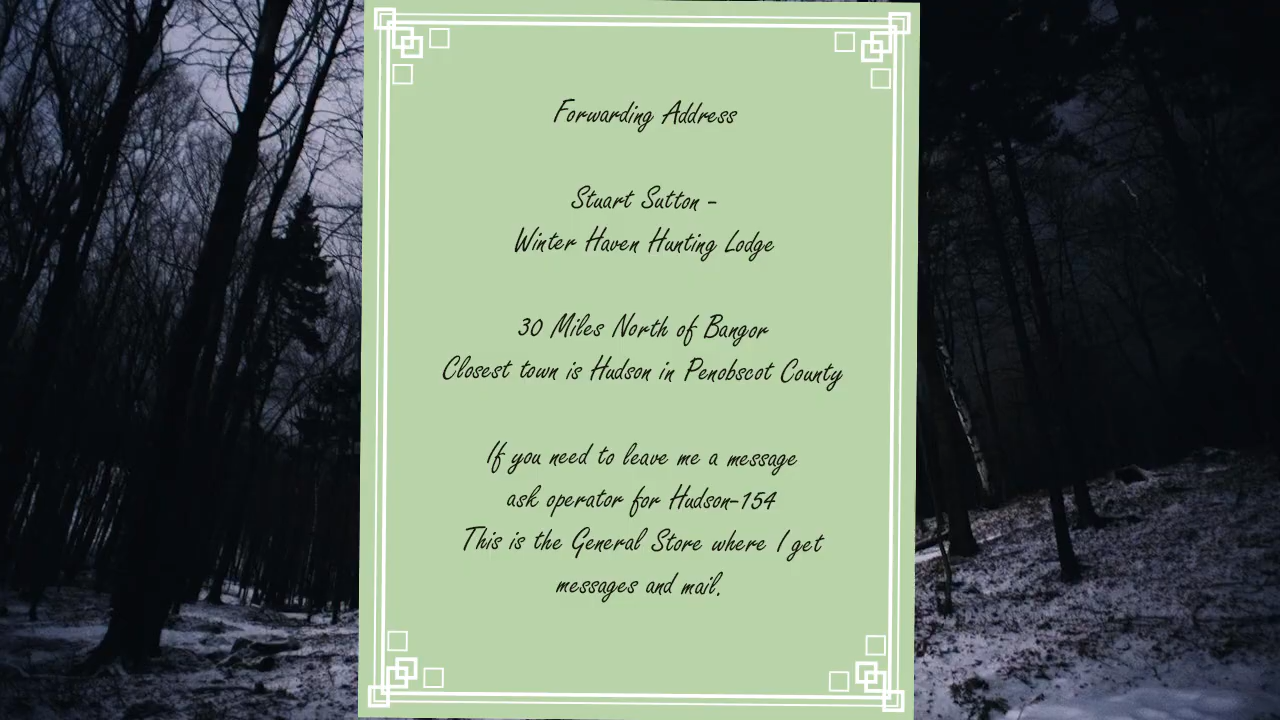 Forwarding Address
Stuart Sutton -
Winter Haven Hunting Lodge
30 Miles North of Bangor
Closest town is Hudson in Penobscot County
If you need to leave me a message
ask operator for Hudson-154
This is the General Store where I get
messages and mail.